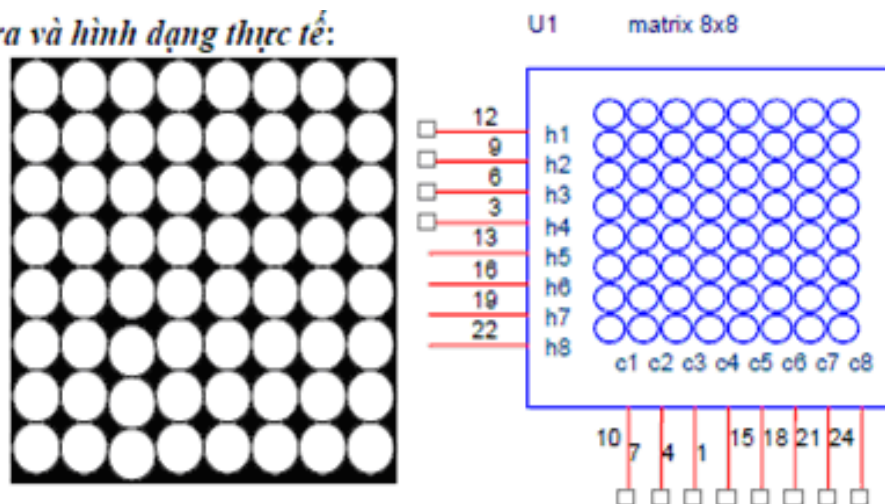 ra và hình dạng thực tế:
U1 matrix 8x8
12 h1
9 h2
6 h3
3 h4
13 h5
16 h6
19 h7
22 h8
c1 c2 c3 c4 c5 c6 c7 c8
10 7 4 1 15 18 21 24